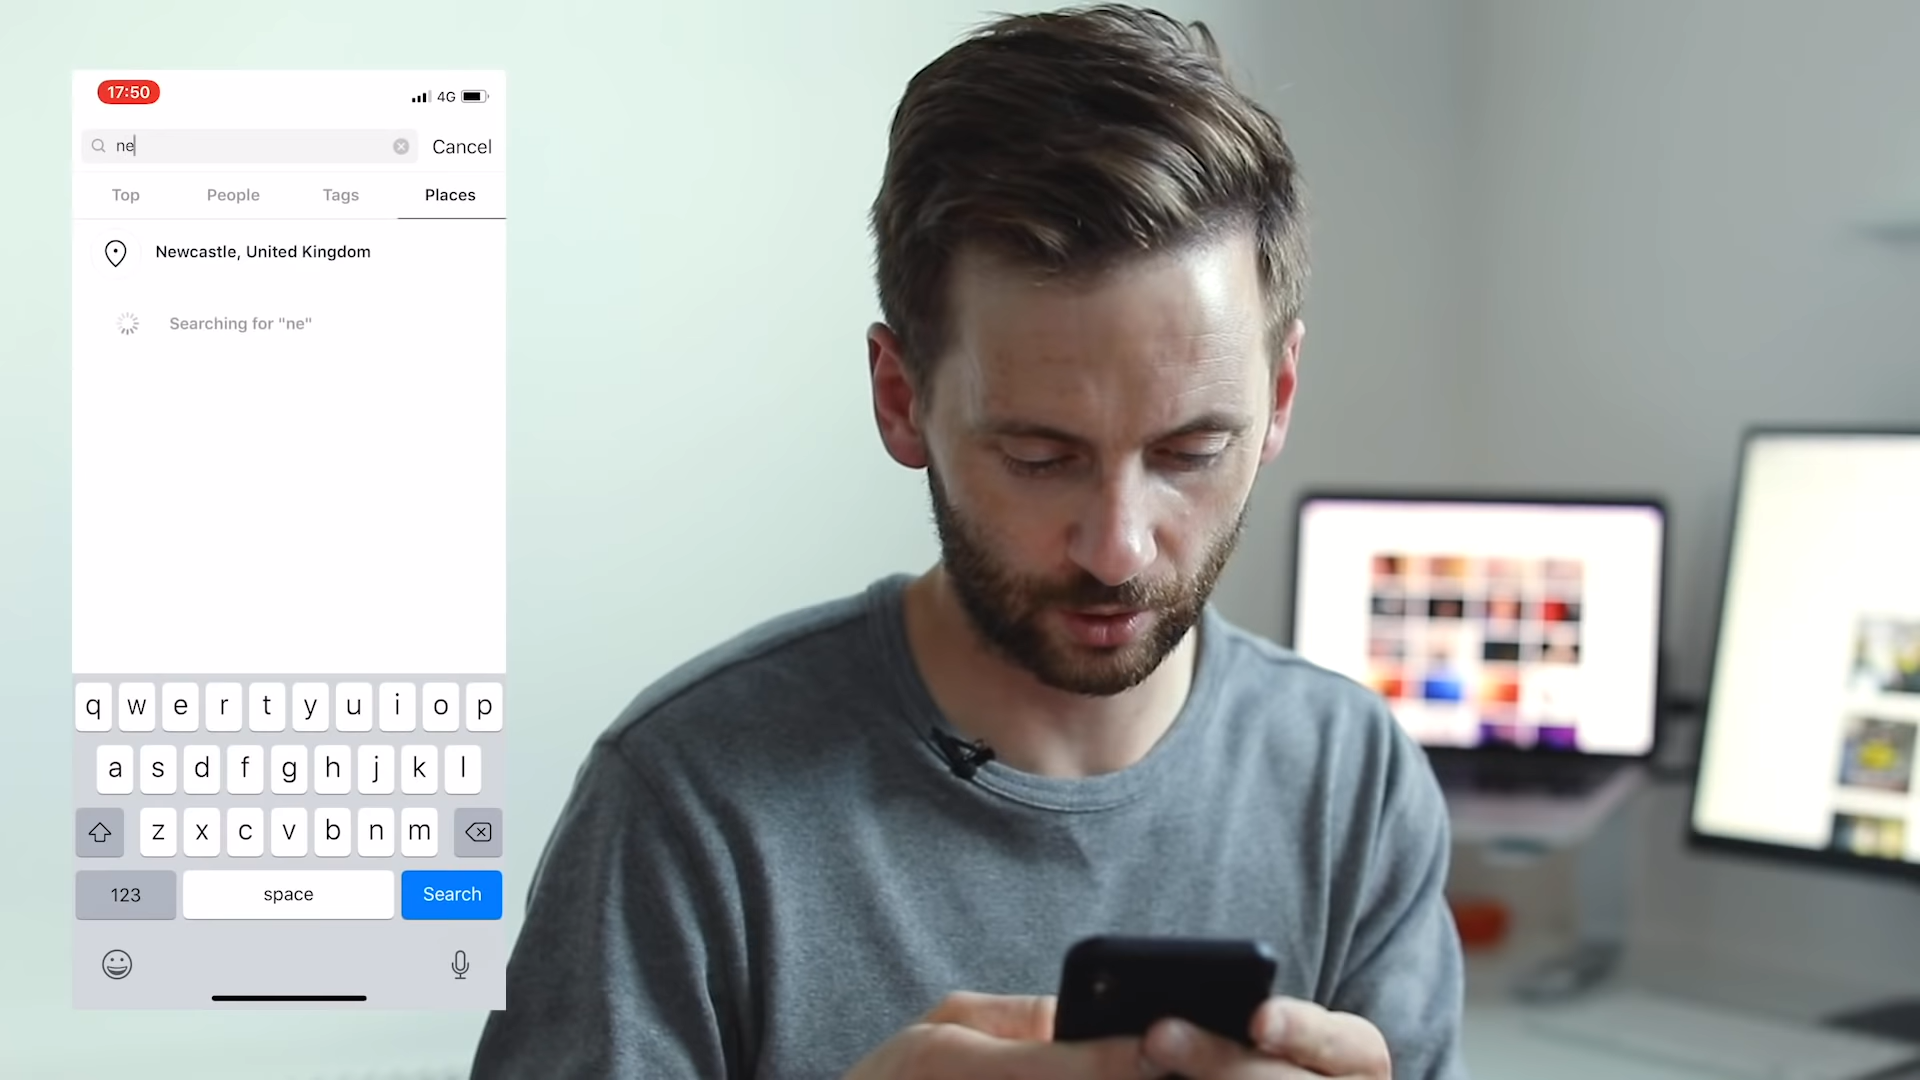 17:50 4G
ne Cancel
Top People Tags Places
Newcastle, United Kingdom
Searching for "ne"
q w e r t y u i o p
a s d f g h j k l
z x c v b n m
123 space Search